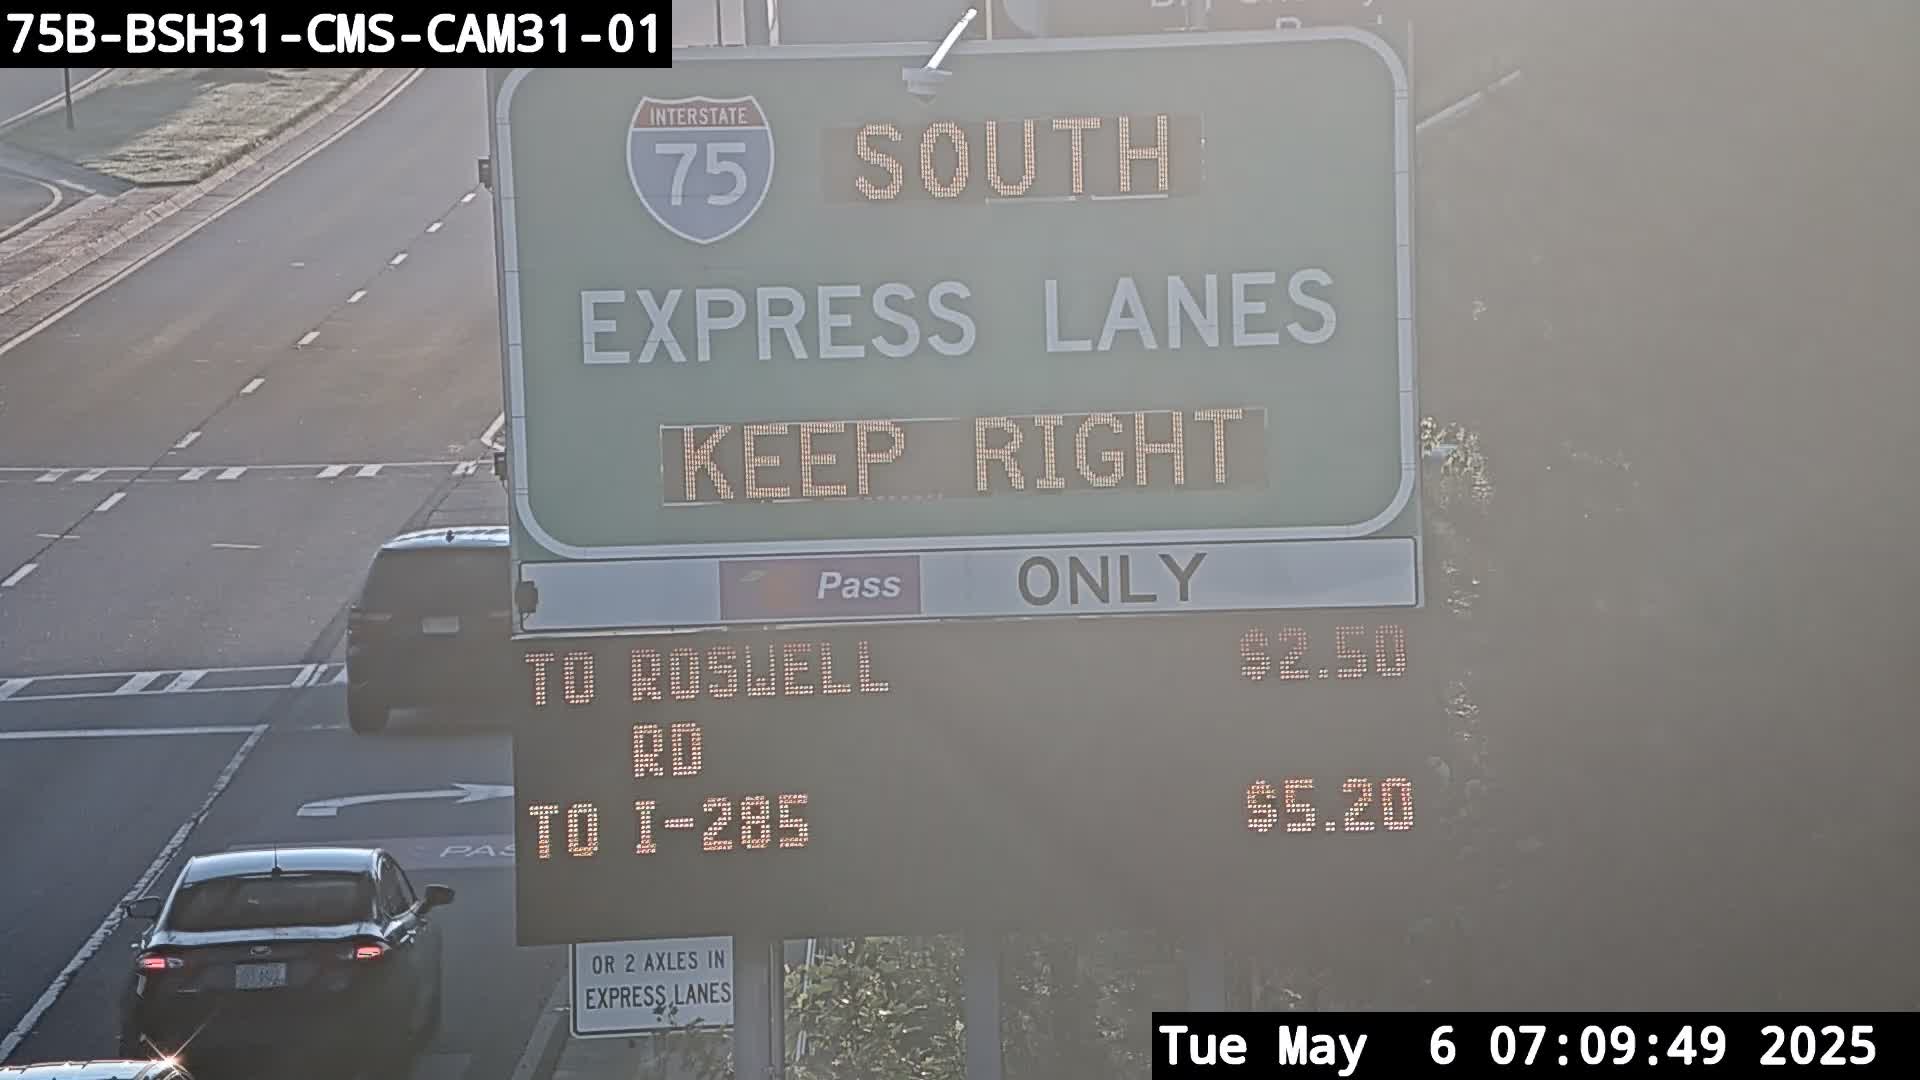 75B-BSH31-CMS-CAM31-01
INTERSTATE
75
SOUTH
EXPRESS LANES
KEEP RIGHT
Pass ONLY
TO ROSWELL $2.50
RD
TO I-285 $5.20
PAS
OR 2 AXLES IN
EXPRESS LANES
Tue May 6 07:09:49 2025